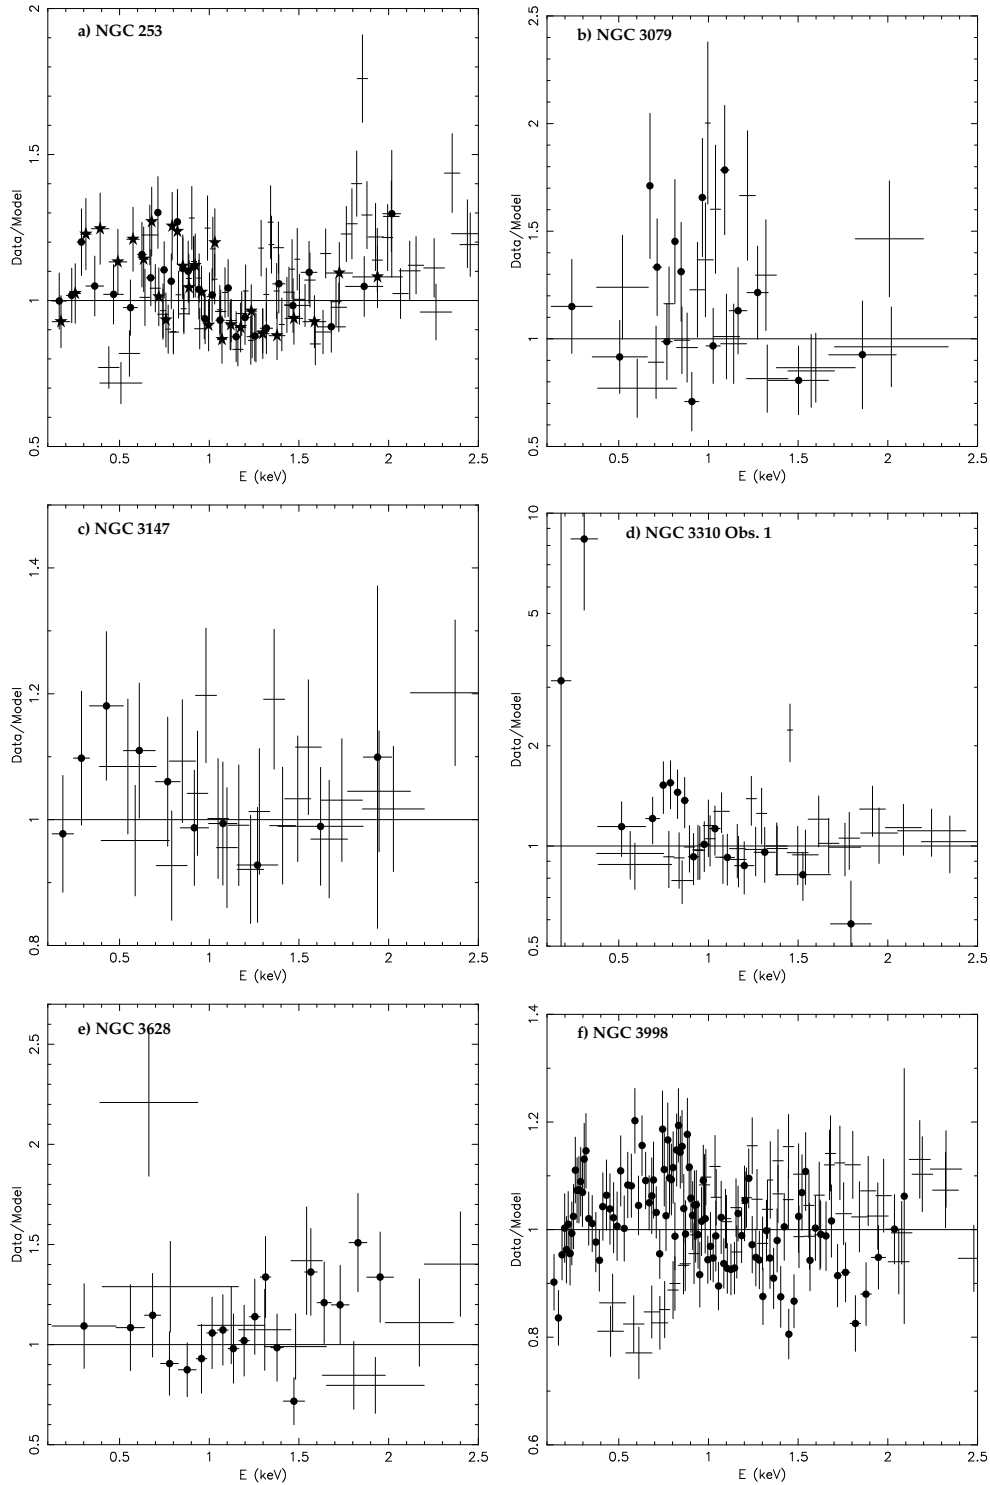 a) NGC 253
Data/Model
2
1.5
1
0.5
0.5 1 1.5 2 2.5
E (keV)
b) NGC 3079
Data/Model
2.5
2
1.5
1
0.5
0.5 1 1.5 2 2.5
E (keV)
c) NGC 3147
Data/Model
1.4
1.2
1
0.8
0.5 1 1.5 2 2.5
E (keV)
d) NGC 3310 Obs. 1
Data/Model
10
5
2
1
0.5
0.5 1 1.5 2 2.5
E (keV)
e) NGC 3628
Data/Model
2.5
2
1.5
1
0.5
0.5 1 1.5 2 2.5
E (keV)
f) NGC 3998
Data/Model
1.4
1.2
1
0.8
0.6
0.5 1 1.5 2 2.5
E (keV)